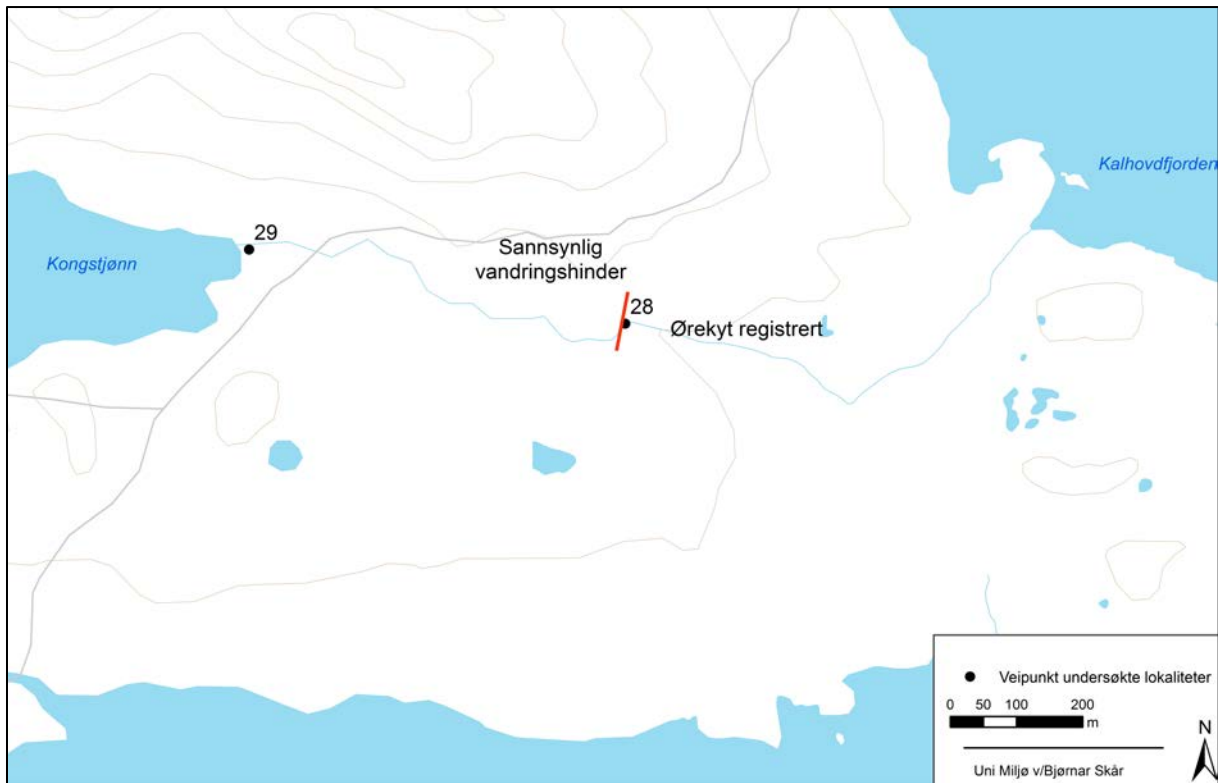 Kalhovdfjorden
29
Sannsynlig
vandringshinder
Kongstjønn
28
Ørekyt registrert
Veipunkt undersøkte lokaliteter
0 50 100 200
m
N
Uni Miljø v/Bjørnar Skår